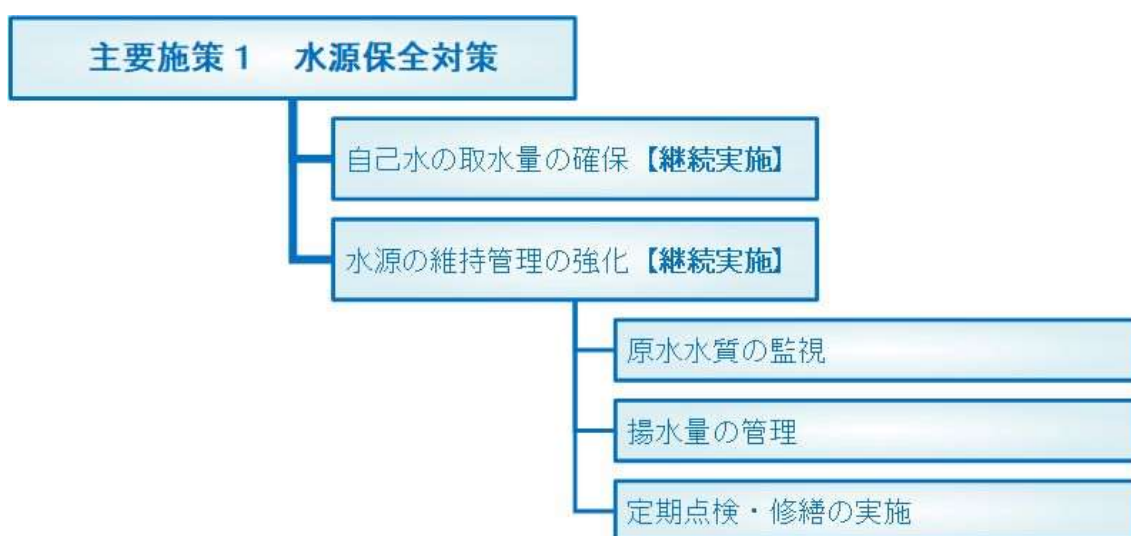 主要施策１　水源保全対策
自己水の取水量の確保【継続実施】
水源の維持管理の強化【継続実施】
原水水質の監視
揚水量の管理
定期点検・修繕の実施